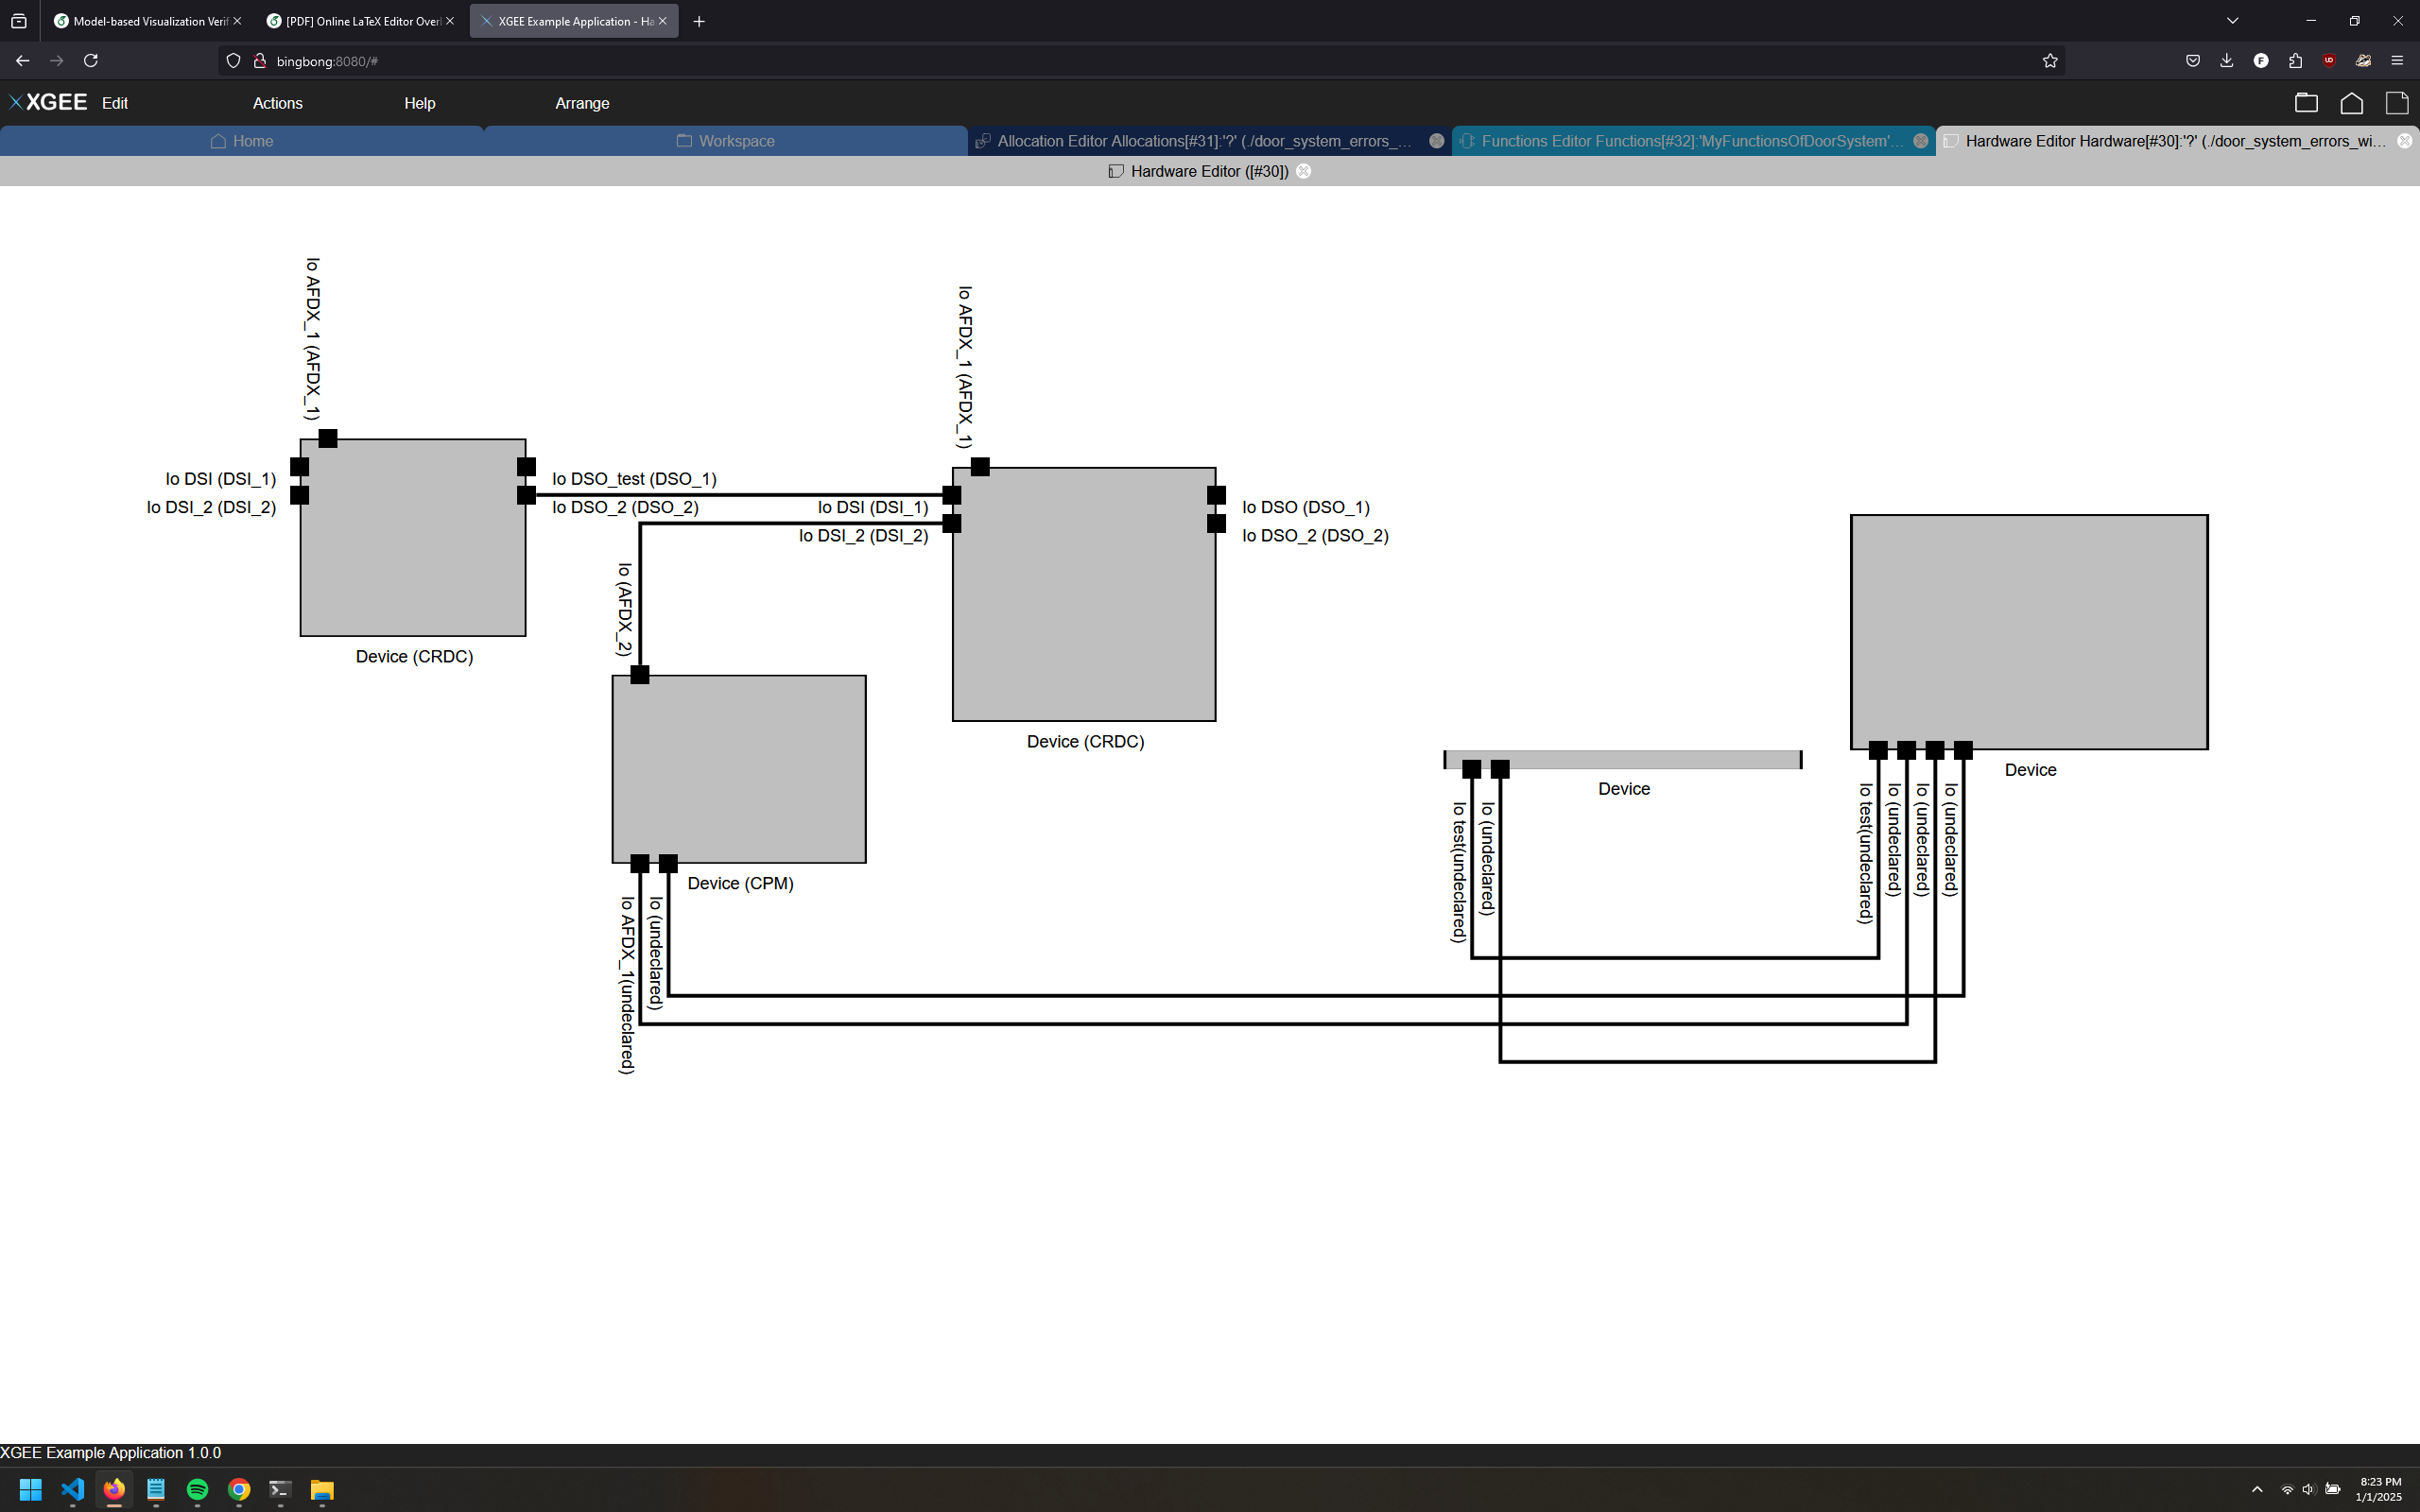 Model-based Visualization Verif
[PDF] Online LaTeX Editor Overl
XGEE Example Application - Ha
bingbong:8080/#
XGEE
Edit
Actions
Help
Arrange
Home
Workspace
Allocation Editor Allocations[#31]:'?' (./door_system_errors_...
Functions Editor Functions[#32]:'MyFunctionsOfDoorSystem'...
Hardware Editor Hardware[#30]:'?' (./door_system_errors_wi...
Hardware Editor ([#30])
Io AFDX_1 (AFDX_1)
Io AFDX_1 (AFDX_1)
Io DSI (DSI_1)
Io DSI_2 (DSI_2)
Io DSO_test (DSO_1)
Io DSO_2 (DSO_2)
Io DSI (DSI_1)
Io DSI_2 (DSI_2)
Io DSO (DSO_1)
Io DSO_2 (DSO_2)
Device (CRDC)
Io (AFDX_2)
Device (CRDC)
Device
Device
Device (CPM)
Io test(undeclared)
Io (undeclared)
Io test(undeclared)
Io (undeclared)
Io (undeclared)
Io (undeclared)
Io AFDX_1(undeclared)
Io (undeclared)
XGEE Example Application 1.0.0
8:23 PM
1/1/2025